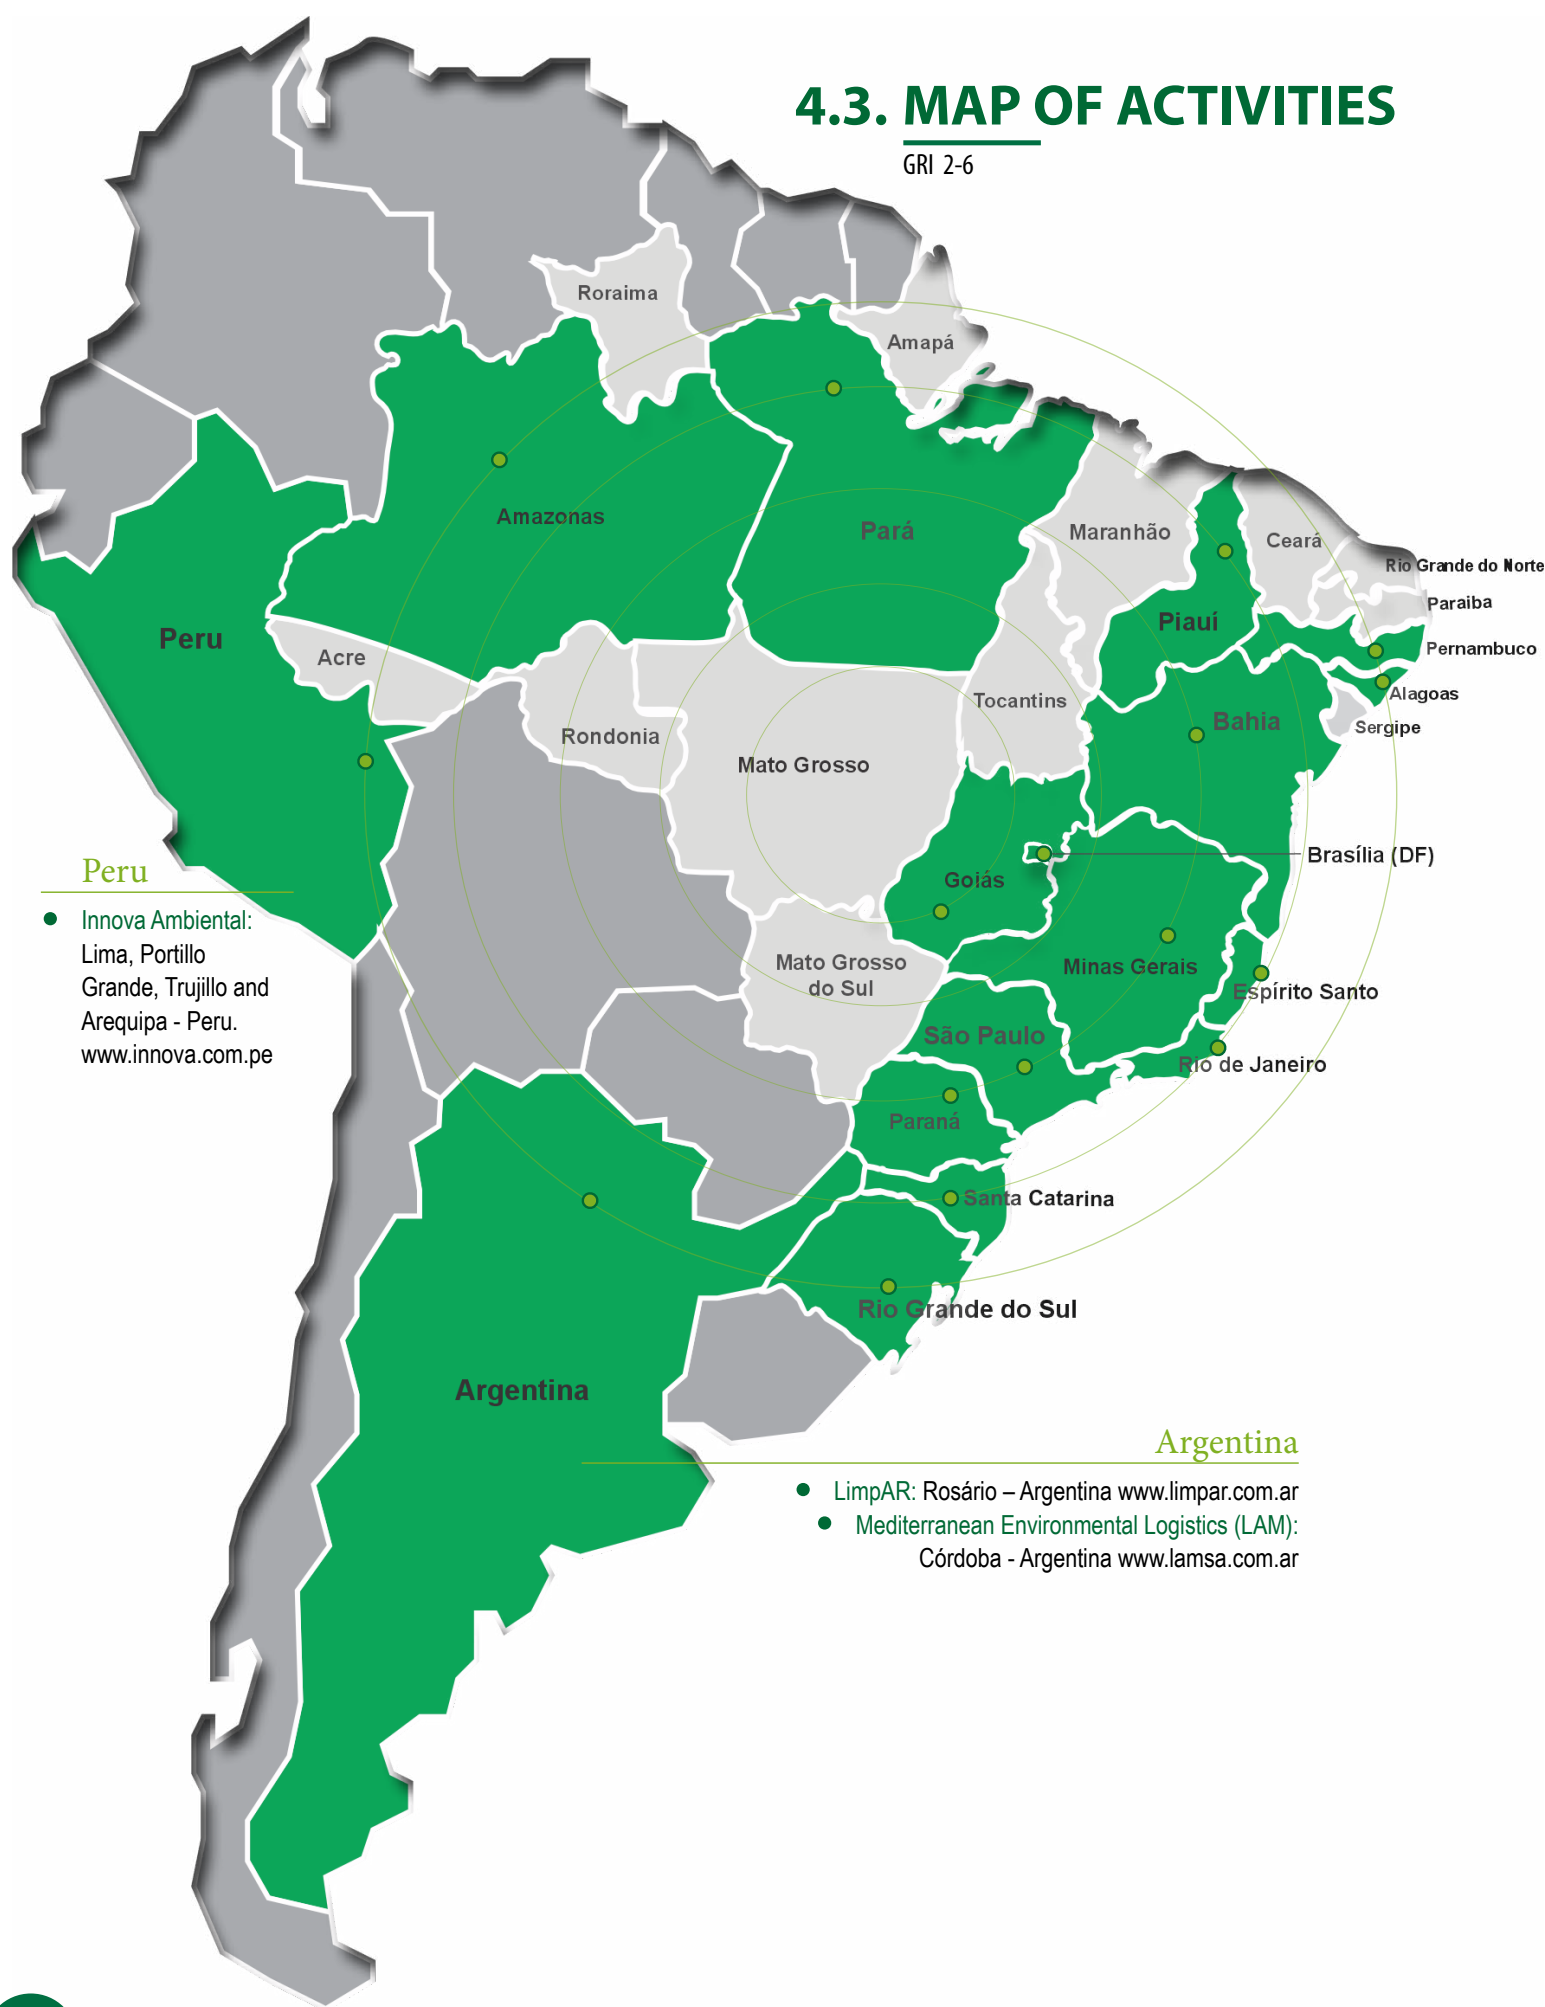 4.3. MAP OF ACTIVITIES
GRI 2-6
Roraima
Amapá
Amazonas
Pará
Maranhão
Ceará
Rio Grande do Norte
Paraiba
Piauí
Pernambuco
Peru
Acre
Alagoas
Tocantins
Bahia
Sergipe
Rondonia
Mato Grosso
Brasília (DF)
Goiás
Peru
Innova Ambiental:
Lima, Portillo
Grande, Trujillo and
Arequipa - Peru.
www.innova.com.pe
Mato Grosso
do Sul
Minas Gerais
Espírito Santo
São Paulo
Rio de Janeiro
Paraná
Santa Catarina
Rio Grande do Sul
Argentina
Argentina
LimpAR: Rosário – Argentina www.limpar.com.ar
Mediterranean Environmental Logistics (LAM):
Córdoba - Argentina www.lamsa.com.ar